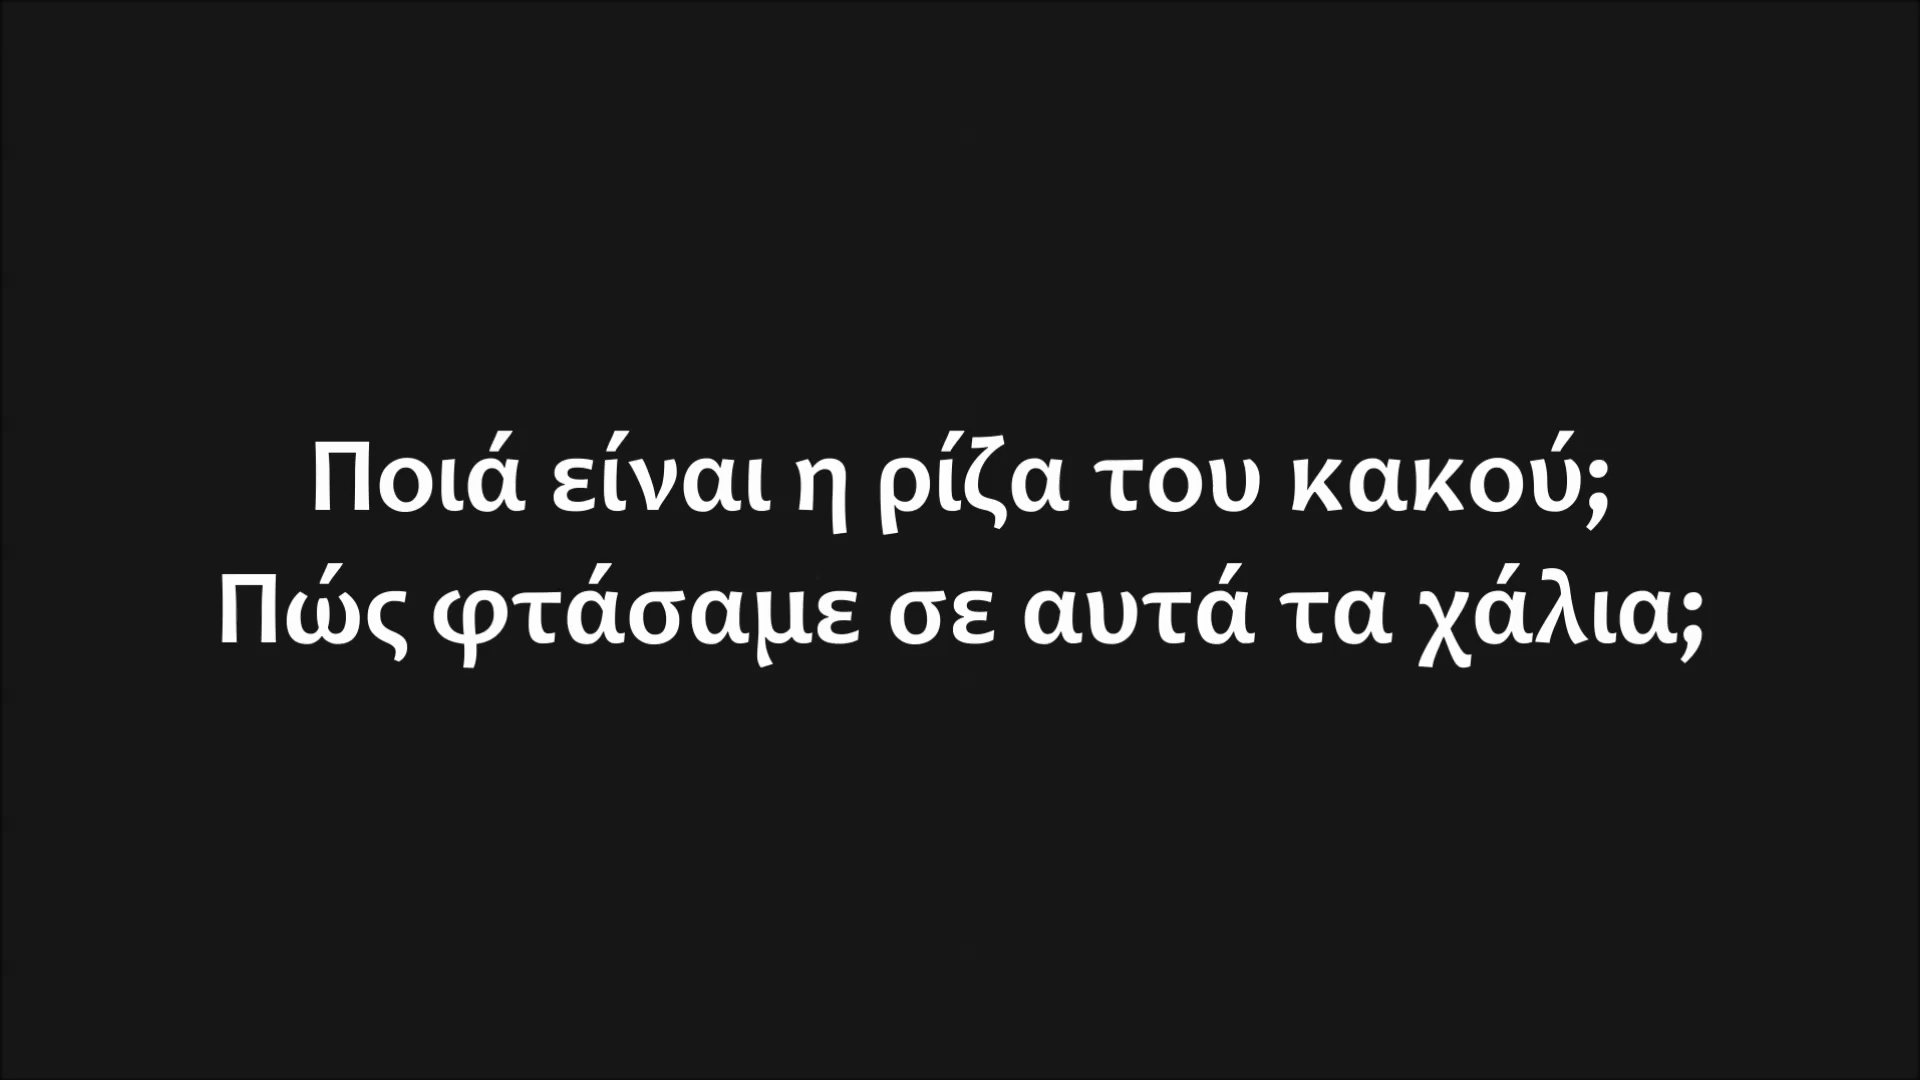 Ποιά είναι η ρίζα του κακού;
Πώς φτάσαμε σε αυτά τα χάλια;